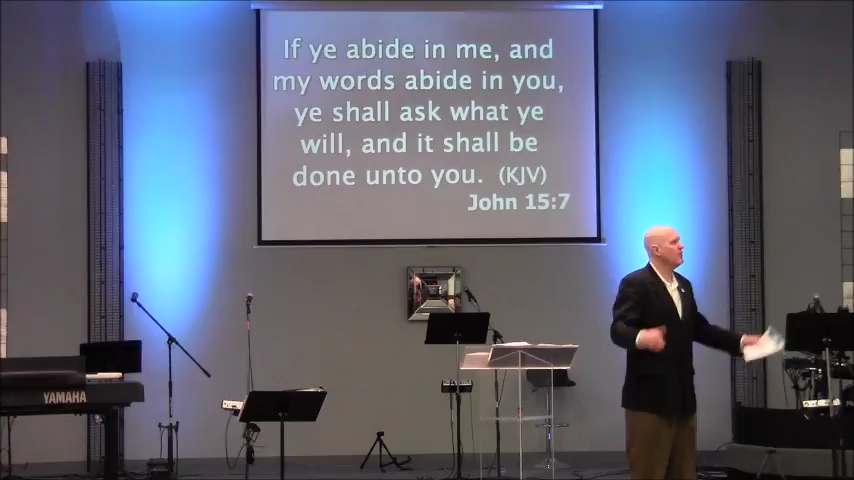 If ye abide in me, and
my words abide in you,
ye shall ask what ye
will, and it shall be
done unto you. (KJV)
John 15:7
YAMAHA